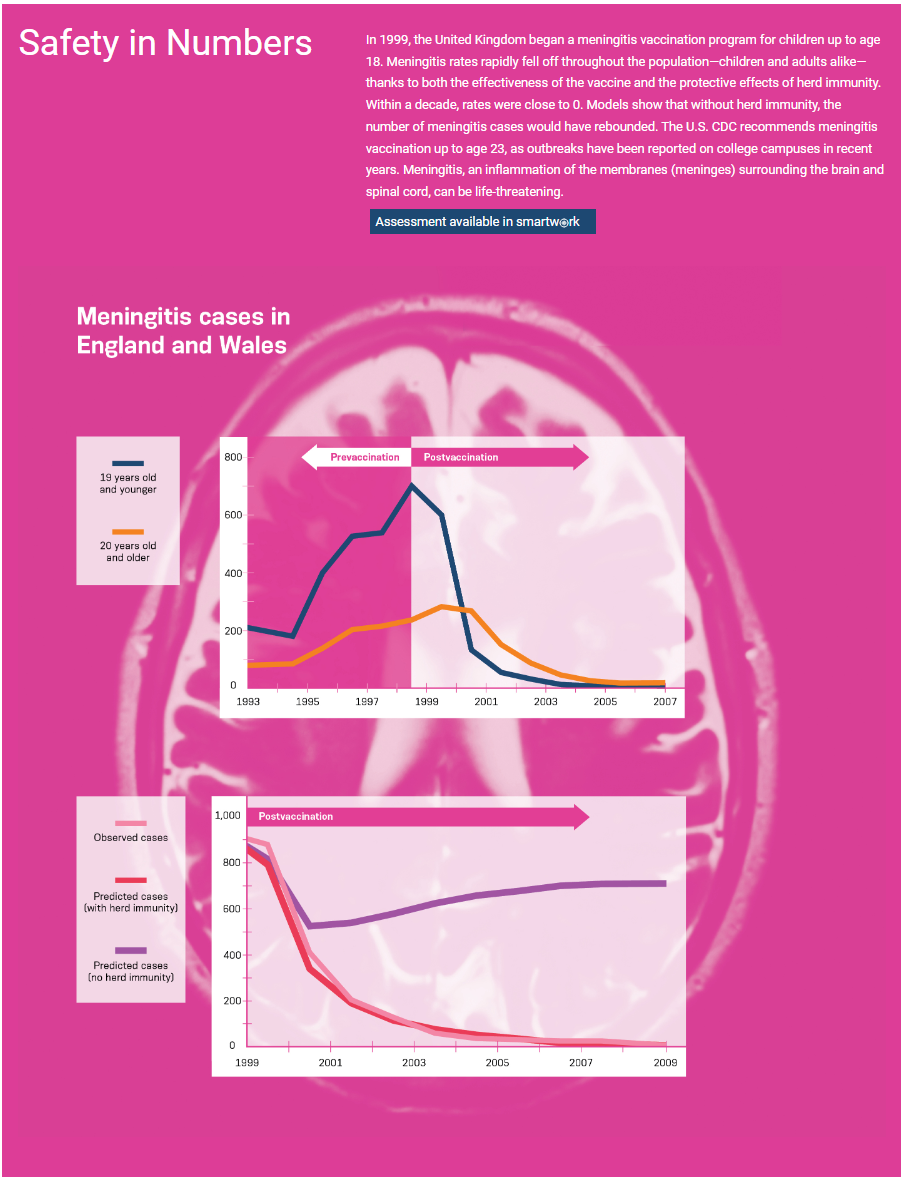 Safety in Numbers
In 1999, the United Kingdom began a meningitis vaccination program for children up to age
18. Meningitis rates rapidly fell off throughout the population—children and adults alike—
thanks to both the effectiveness of the vaccine and the protective effects of herd immunity.
Within a decade, rates were close to 0. Models show that without herd immunity, the
number of meningitis cases would have rebounded. The U.S. CDC recommends meningitis
vaccination up to age 23, as outbreaks have been reported on college campuses in recent
years. Meningitis, an inflammation of the membranes (meninges) surrounding the brain and
spinal cord, can be life-threatening.
Assessment available in smartwork
Meningitis cases in
England and Wales
19 years old
and younger
20 years old
and older
Prevaccination
Postvaccination
800
600
400
200
0
1993 1995 1997 1999 2001 2003 2005 2007
Observed cases
Predicted cases
(with herd immunity)
Predicted cases
(no herd immunity)
Postvaccination
1,000
800
600
400
200
0
1999 2001 2003 2005 2007 2009